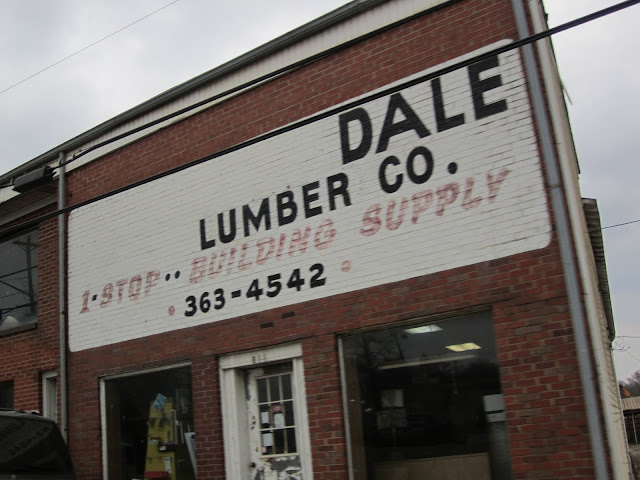 DALE
LUMBER CO.
1-STOP·· BUILDING SUPPLY
363-4542